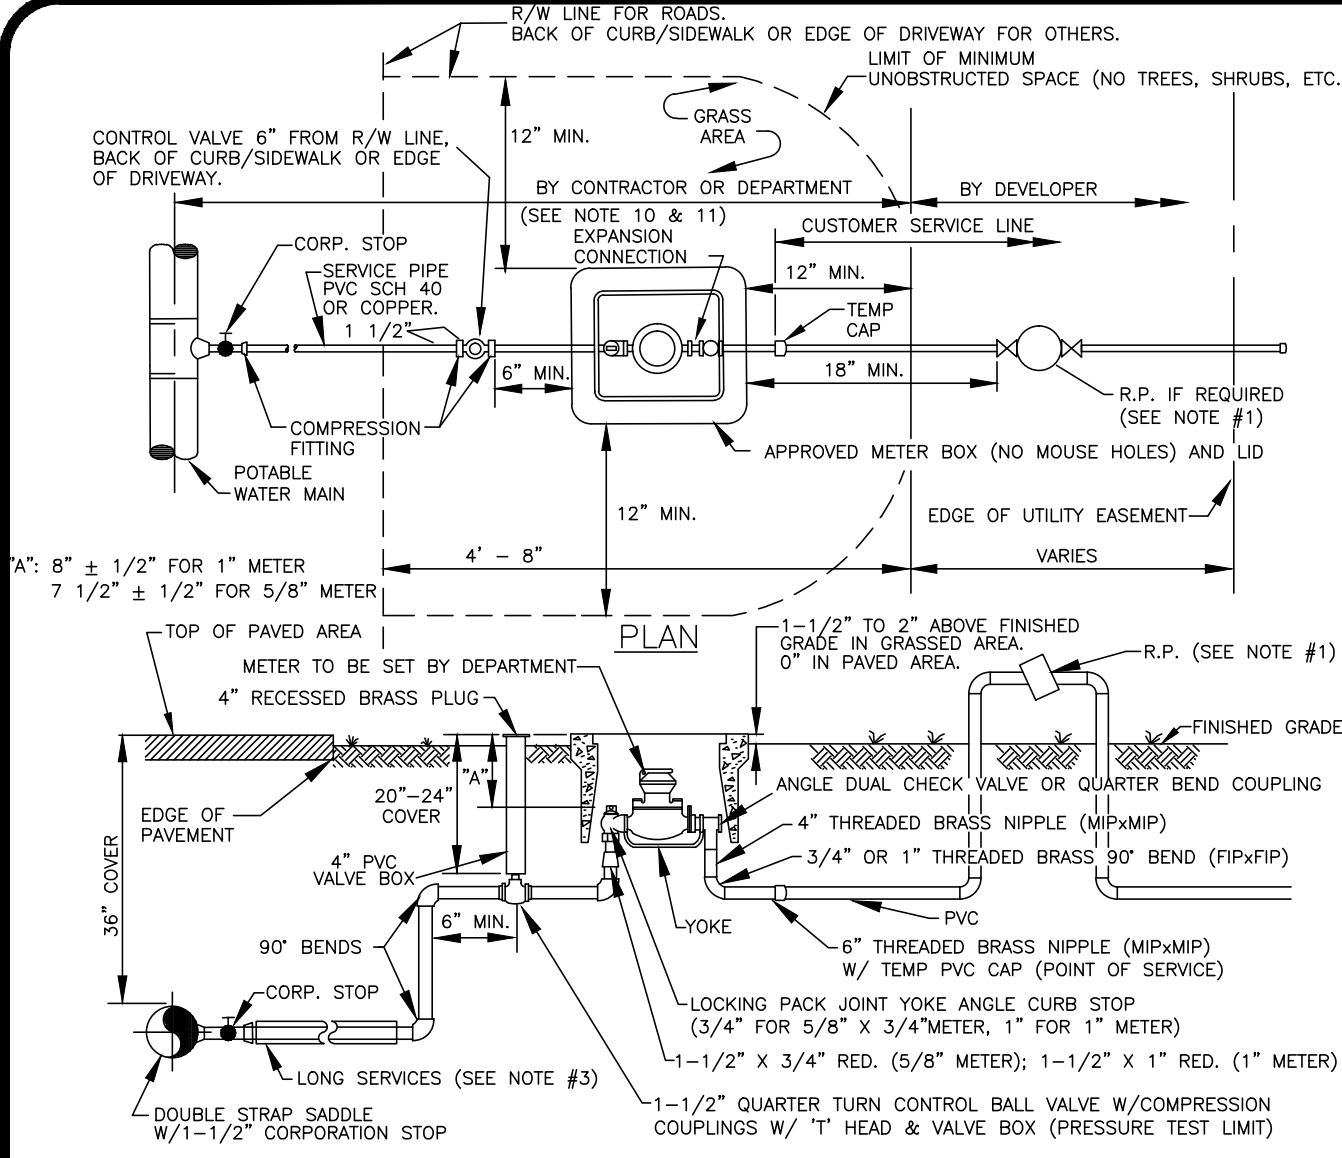 R/W LINE FOR ROADS.
BACK OF CURB/SIDEWALK OR EDGE OF DRIVEWAY FOR OTHERS.
LIMIT OF MINIMUM
UNOBSTRUCTED SPACE (NO TREES, SHRUBS, ETC.
GRASS
AREA
12" MIN.
CONTROL VALVE 6" FROM R/W LINE,
BACK OF CURB/SIDEWALK OR EDGE
OF DRIVEWAY.
BY CONTRACTOR OR DEPARTMENT
BY DEVELOPER
(SEE NOTE 10 & 11)
EXPANSION
CONNECTION
CUSTOMER SERVICE LINE
CORP. STOP
SERVICE PIPE
PVC SCH 40
OR COPPER.
1 1/2"
12" MIN.
TEMP
CAP
6" MIN.
18" MIN.
R.P. IF REQUIRED
(SEE NOTE #1)
COMPRESSION
FITTING
APPROVED METER BOX (NO MOUSE HOLES) AND LID
POTABLE
WATER MAIN
12" MIN.
EDGE OF UTILITY EASEMENT
4' - 8"
VARIES
"A": 8" ± 1/2" FOR 1" METER
7 1/2" ± 1/2" FOR 5/8" METER
PLAN
TOP OF PAVED AREA
1-1/2" TO 2" ABOVE FINISHED
GRADE IN GRASSED AREA.
0" IN PAVED AREA.
R.P. (SEE NOTE #1)
METER TO BE SET BY DEPARTMENT
4" RECESSED BRASS PLUG
FINISHED GRADE
"A"
20"-24"
COVER
ANGLE DUAL CHECK VALVE OR QUARTER BEND COUPLING
EDGE OF
PAVEMENT
4" THREADED BRASS NIPPLE (MIPxMIP)
4" PVC
VALVE BOX
3/4" OR 1" THREADED BRASS 90° BEND (FIPxFIP)
36" COVER
6" MIN.
YOKE
PVC
90° BENDS
6" THREADED BRASS NIPPLE (MIPxMIP)
W/ TEMP PVC CAP (POINT OF SERVICE)
CORP. STOP
LOCKING PACK JOINT YOKE ANGLE CURB STOP
(3/4" FOR 5/8" X 3/4"METER, 1" FOR 1" METER)
1-1/2" X 3/4" RED. (5/8" METER); 1-1/2" X 1" RED. (1" METER)
LONG SERVICES (SEE NOTE #3)
DOUBLE STRAP SADDLE
W/1-1/2" CORPORATION STOP
1-1/2" QUARTER TURN CONTROL BALL VALVE W/COMPRESSION
COUPLINGS W/ 'T' HEAD & VALVE BOX (PRESSURE TEST LIMIT)